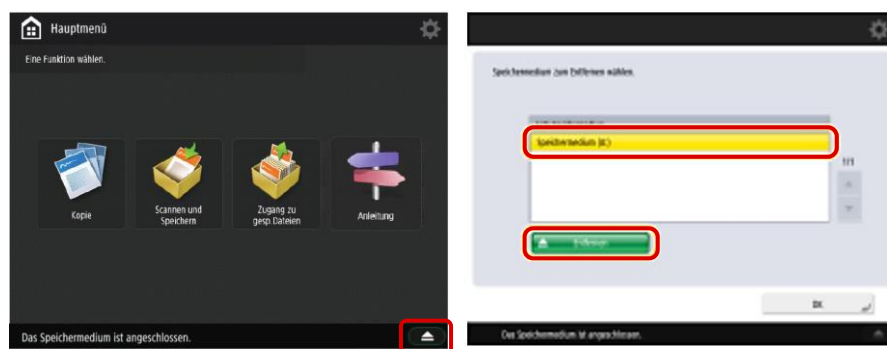 Hauptmenü
Eine Funktion wählen.
Kopie
Scannen und
Speichern
Zugang zu
gesp.Dateien
Anleitung
Das Speichermedium ist angeschlossen.
Speichermedium zum Entfernen wählen.
Speichermedium
1/1
Entfernen
OK
Das Speichermedium ist angeschlossen.